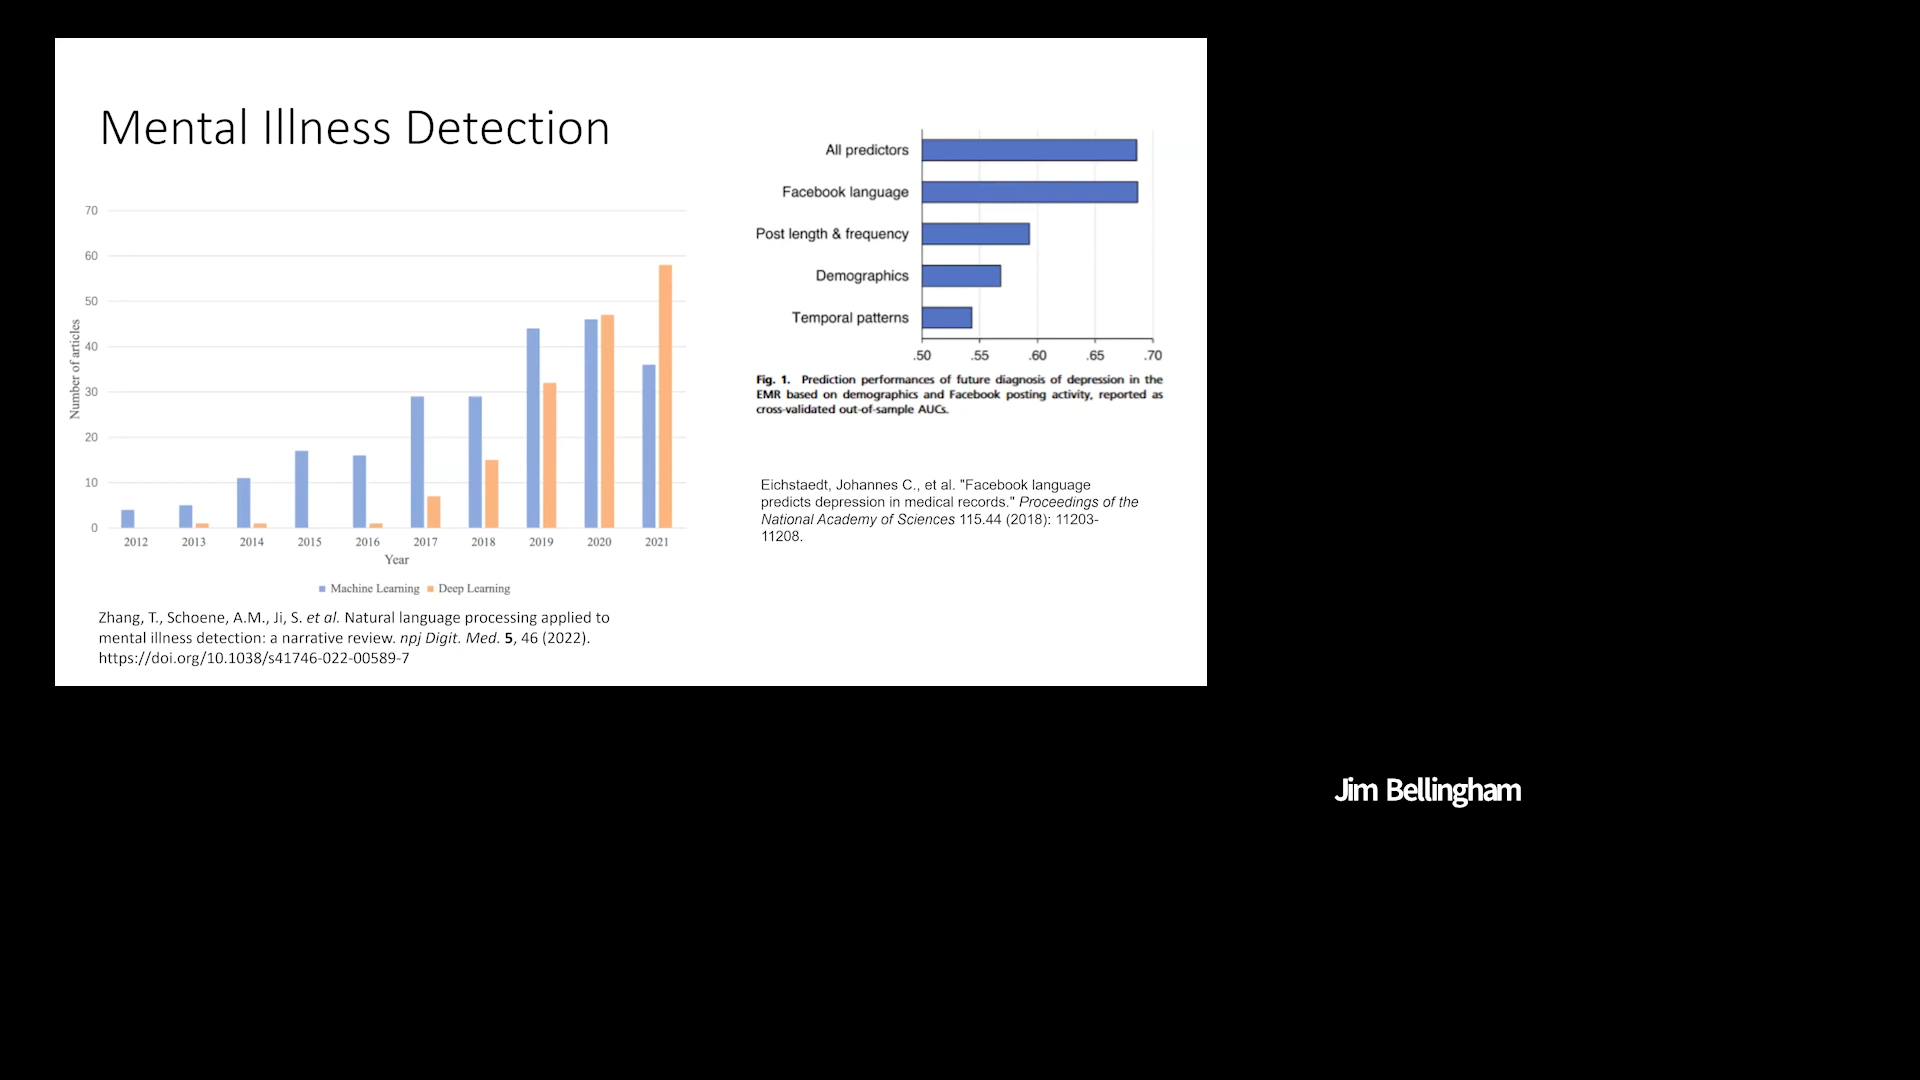 Mental Illness Detection
70
60
50
40
30
20
10
0
Number of articles
2012 2013 2014 2015 2016 2017 2018 2019 2020 2021
Year
Machine Learning Deep Learning
Zhang, T., Schoene, A.M., Ji, S. et al. Natural language processing applied to
mental illness detection: a narrative review. npj Digit. Med. 5, 46 (2022).
https://doi.org/10.1038/s41746-022-00589-7
All predictors
Facebook language
Post length & frequency
Demographics
Temporal patterns
.50 .55 .60 .65 .70
Fig. 1. Prediction performances of future diagnosis of depression in the
EMR based on demographics and Facebook posting activity, reported as
cross-validated out-of-sample AUCs.
Eichstaedt, Johannes C., et al. "Facebook language
predicts depression in medical records." Proceedings of the
National Academy of Sciences 115.44 (2018): 11203-
11208.
Jim Bellingham